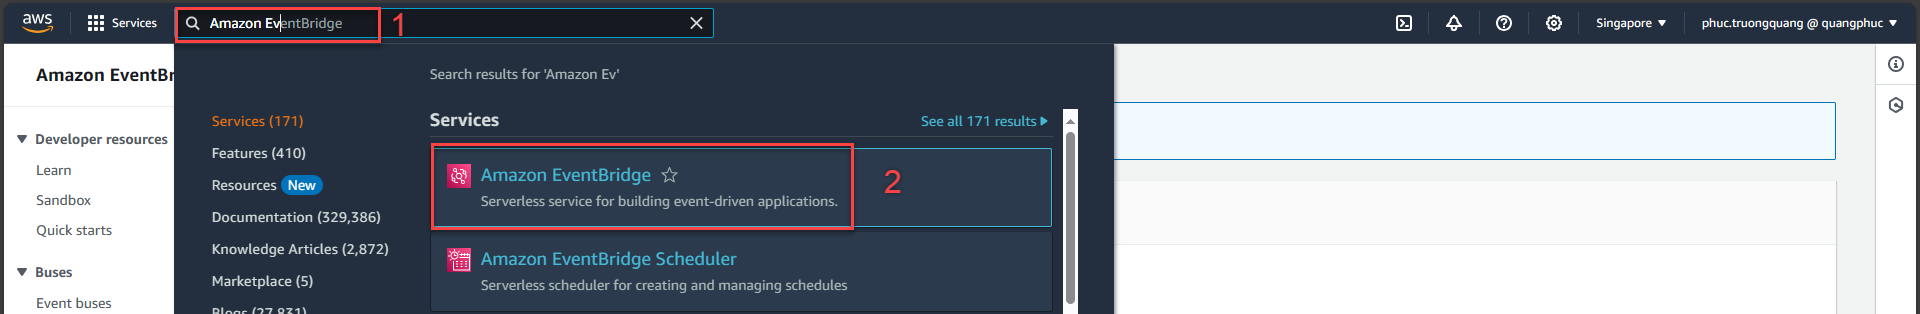 aws
Services
Amazon EventBridge
1
Singapore ▼
phuc.truongquang @ quangphuc ▼
Amazon EventBr
Developer resources
Learn
Sandbox
Quick starts
Buses
Event buses
Search results for 'Amazon Ev'
Services (171)
Features (410)
Resources New
Documentation (329,386)
Knowledge Articles (2,872)
Marketplace (5)
Blogs (27,831)
Services
See all 171 results ▶
Amazon EventBridge ☆
Serverless service for building event-driven applications.
2
Amazon EventBridge Scheduler
Serverless scheduler for creating and managing schedules